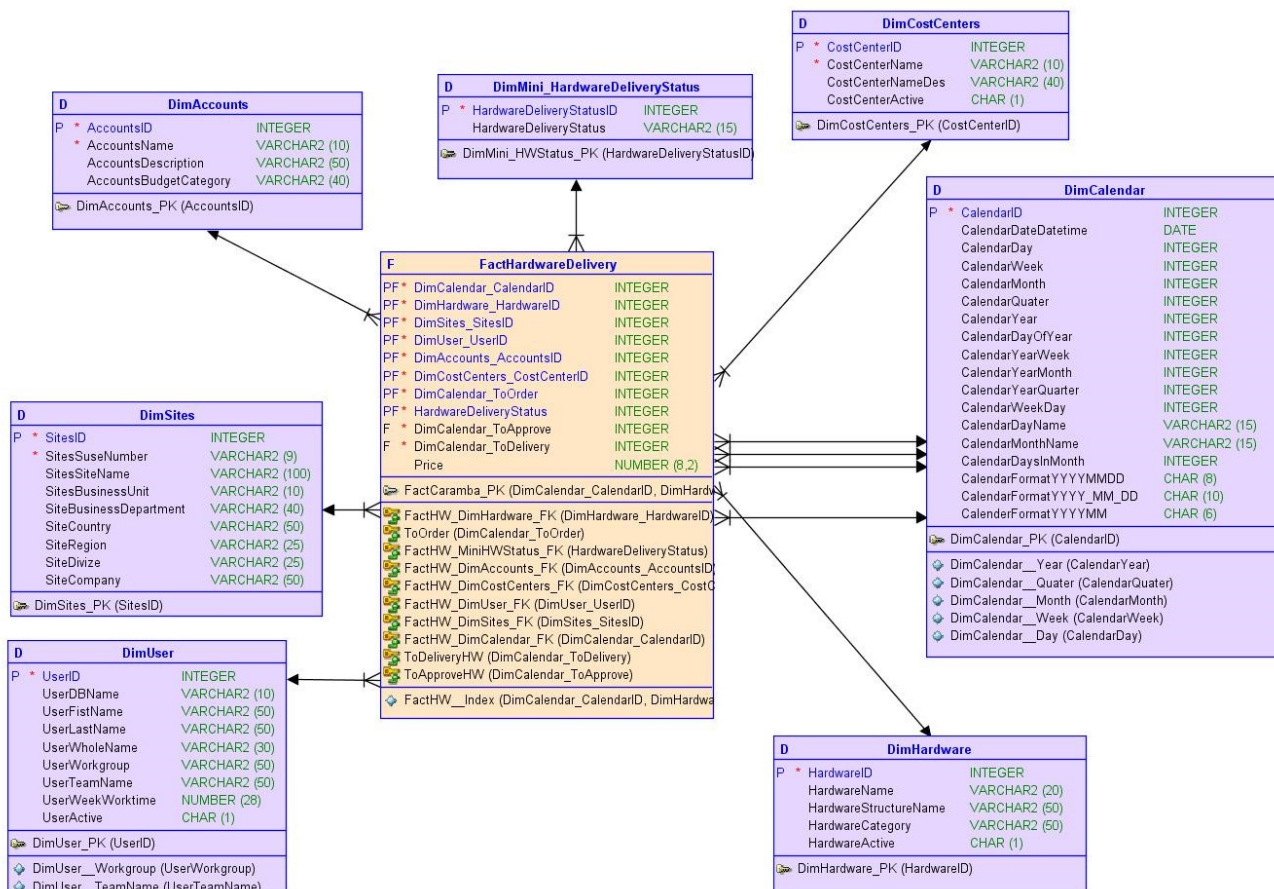 D DimCostCenters
P * CostCenterID INTEGER
* CostCenterName VARCHAR2 (10)
CostCenterNameDes VARCHAR2 (40)
CostCenterActive CHAR (1)
DimCostCenters_PK (CostCenterID)
D DimMini_HardwareDeliveryStatus
P * HardwareDeliveryStatusID INTEGER
HardwareDeliveryStatus VARCHAR2 (15)
DimMini_HWStatus_PK (HardwareDeliveryStatusID)
D DimAccounts
P * AccountsID INTEGER
* AccountsName VARCHAR2 (10)
AccountsDescription VARCHAR2 (50)
AccountsBudgetCategory VARCHAR2 (40)
DimAccounts_PK (AccountsID)
D DimCalendar
P * CalendarID INTEGER
CalendarDateDatetime DATE
CalendarDay INTEGER
CalendarWeek INTEGER
CalendarMonth INTEGER
CalendarQuater INTEGER
CalendarYear INTEGER
CalendarDayOfYear INTEGER
CalendarYearWeek INTEGER
CalendarYearMonth INTEGER
CalendarYearQuarter INTEGER
CalendarWeekDay INTEGER
CalendarDayName VARCHAR2 (15)
CalendarMonthName VARCHAR2 (15)
CalendarDaysInMonth INTEGER
CalendarFormatYYYYMMDD CHAR (8)
CalendarFormatYYYY_MM_DD CHAR (10)
CalenderFormatYYYYMM CHAR (6)
DimCalendar_PK (CalendarID)
DimCalendar__Year (CalendarYear)
DimCalendar__Quater (CalendarQuater)
DimCalendar__Month (CalendarMonth)
DimCalendar__Week (CalendarWeek)
DimCalendar__Day (CalendarDay)
F FactHardwareDelivery
PF * DimCalendar_CalendarID INTEGER
PF * DimHardware_HardwareID INTEGER
PF * DimSites_SitesID INTEGER
PF * DimUser_UserID INTEGER
PF * DimAccounts_AccountsID INTEGER
PF * DimCostCenters_CostCenterID INTEGER
PF * DimCalendar_ToOrder INTEGER
PF * HardwareDeliveryStatus INTEGER
F * DimCalendar_ToApprove INTEGER
F * DimCalendar_ToDelivery INTEGER
Price NUMBER (8,2)
FactCaramba_PK (DimCalendar_CalendarID, DimHardw
FactHW_DimHardware_FK (DimHardware_HardwareID)
ToOrder (DimCalendar_ToOrder)
FactHW_MiniHWStatus_FK (HardwareDeliveryStatus)
FactHW_DimAccounts_FK (DimAccounts_AccountsID
FactHW_DimCostCenters_FK (DimCostCenters_CostC
FactHW_DimUser_FK (DimUser_UserID)
FactHW_DimSites_FK (DimSites_SitesID)
FactHW_DimCalendar_FK (DimCalendar_CalendarID)
ToDeliveryHW (DimCalendar_ToDelivery)
ToApproveHW (DimCalendar_ToApprove)
FactHW__Index (DimCalendar_CalendarID, DimHardwa
D DimSites
P * SitesID INTEGER
* SitesSuseNumber VARCHAR2 (9)
SitesSiteName VARCHAR2 (100)
SitesBusinessUnit VARCHAR2 (10)
SiteBusinessDepartment VARCHAR2 (40)
SiteCountry VARCHAR2 (50)
SiteRegion VARCHAR2 (25)
SiteDivize VARCHAR2 (25)
SiteCompany VARCHAR2 (50)
DimSites_PK (SitesID)
D DimUser
P * UserID INTEGER
UserDBName VARCHAR2 (10)
UserFistName VARCHAR2 (50)
UserLastName VARCHAR2 (50)
UserWholeName VARCHAR2 (30)
UserWorkgroup VARCHAR2 (50)
UserTeamName VARCHAR2 (50)
UserWeekWorktime NUMBER (28)
UserActive CHAR (1)
DimUser_PK (UserID)
DimUser__Workgroup (UserWorkgroup)
DimUser__TeamName (UserTeamName)
D DimHardware
P * HardwareID INTEGER
HardwareName VARCHAR2 (20)
HardwareStructureName VARCHAR2 (50)
HardwareCategory VARCHAR2 (50)
HardwareActive CHAR (1)
DimHardware_PK (HardwareID)